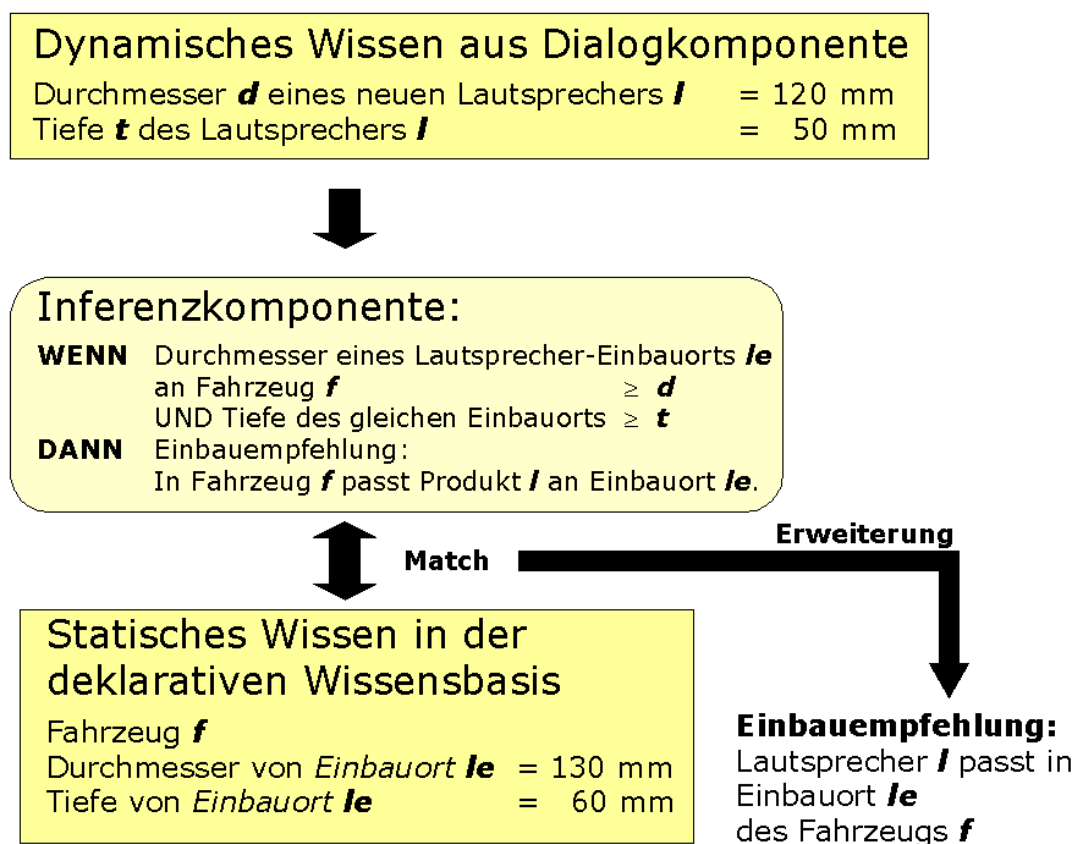 Dynamisches Wissen aus Dialogkomponente
Durchmesser d eines neuen Lautsprechers l = 120 mm
Tiefe t des Lautsprechers l = 50 mm
Inferenzkomponente:
WENN Durchmesser eines Lautsprecher-Einbauorts le
an Fahrzeug f ≥ d
UND Tiefe des gleichen Einbauorts ≥ t
DANN Einbauempfehlung:
In Fahrzeug f passt Produkt l an Einbauort le.
Erweiterung
Match
Statisches Wissen in der
deklarativen Wissensbasis
Fahrzeug f
Durchmesser von Einbauort le = 130 mm
Tiefe von Einbauort le = 60 mm
Einbauempfehlung:
Lautsprecher l passt in
Einbauort le
des Fahrzeugs f